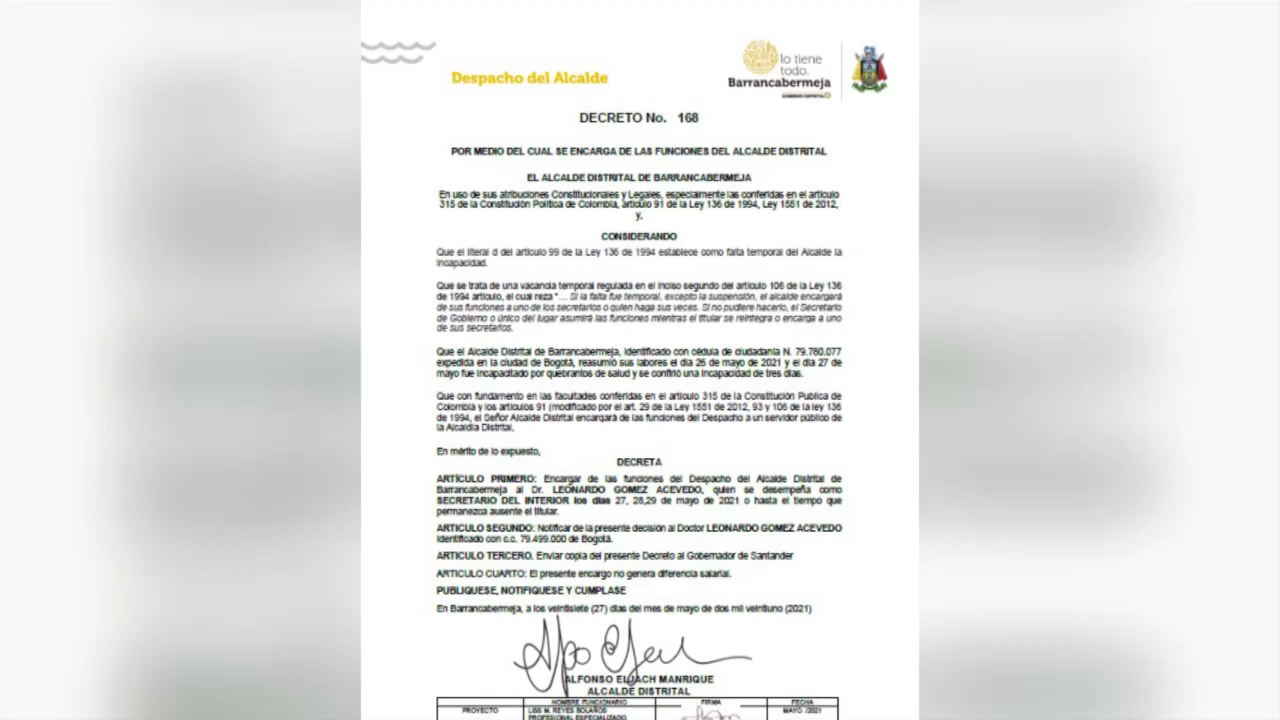 Despacho del Alcalde
lo tiene
todo.
Barrancabermeja
DECRETO No. 168
POR MEDIO DEL CUAL SE ENCARGA DE LAS FUNCIONES DEL ALCALDE DISTRITAL
EL ALCALDE DISTRITAL DE BARRANCABERMEJA
En uso de sus atribuciones Constitucionales y Legales, especialmente las conferidas en el artículo
315 de la Constitución Política de Colombia, artículo 91 de la Ley 136 de 1994, Ley 1551 de 2012,
y,
CONSIDERANDO
Que el literal d del artículo 99 de la Ley 136 de 1994 establece como falta temporal del Alcalde la
Incapacidad.
Que se trata de una vacancia temporal regulada en el inciso segundo del artículo 106 de la Ley 136
de 1994 artículo, el cual reza "... Si la falta fue temporal, excepto la suspensión, el alcalde encargará
de sus funciones a uno de los secretarios o quien haga sus veces. Si no pudiere hacerlo, el Secretario
de Gobierno o único del lugar asumirá las funciones mientras el titular se reintegra o encarga a uno
de sus secretarios.
Que el Alcalde Distrital de Barrancabermeja, identificado con cédula de ciudadanía N. 79.780.077
expedida en la ciudad de Bogotá, reasumió sus labores el día 26 de mayo de 2021 y el día 27 de
mayo fue incapacitado por quebrantos de salud y se confirió una incapacidad de tres días.
Que con fundamento en las facultades conferidas en el artículo 315 de la Constitución Publica de
Colombia y los artículos 91 (modificado por el art. 29 de la Ley 1551 de 2012, 93 y 106 de la ley 136
de 1994, el Señor Alcalde Distrital encargará de las funciones del Despacho a un servidor público de
la Alcaldía Distrital,
En mérito de lo expuesto,
DECRETA
ARTÍCULO PRIMERO: Encargar de las funciones del Despacho del Alcalde Distrital de
Barrancabermeja al Dr. LEONARDO GOMEZ ACEVEDO, quien se desempeña como
SECRETARIO DEL INTERIOR los días 27, 28,29 de mayo de 2021 o hasta el tiempo que
permanezca ausente el titular.
ARTICULO SEGUNDO: Notificar de la presente decisión al Doctor LEONARDO GOMEZ ACEVEDO
identificado con c.c. 79.499.000 de Bogotá.
ARTICULO TERCERO. Enviar copia del presente Decreto al Gobernador de Santander
ARTICULO CUARTO: El presente encargo no genera diferencia salarial.
PUBLIQUESE, NOTIFIQUESE Y CUMPLASE
En Barrancabermeja, a los veintisiete (27) días del mes de mayo de dos mil veintiuno (2021)
ALFONSO ELJACH MANRIQUE
ALCALDE DISTRITAL
NOMBRE FUNCIONARIO FIRMA FECHA
PROYECTO LISS M. REYES BOLAÑOS MAYO /2021
PROFESIONAL ESPECIALIZADO